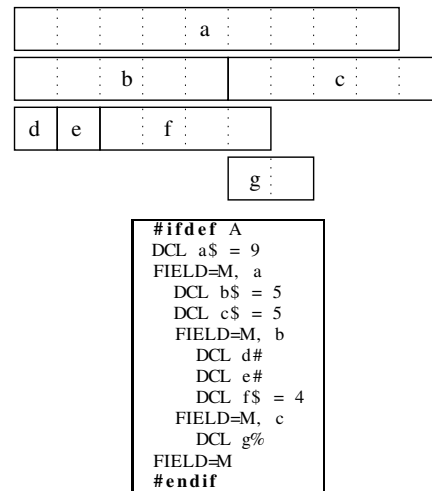 a
b c
d e f
g
#ifdef A
DCL a$ = 9
FIELD=M, a
DCL b$ = 5
DCL c$ = 5
FIELD=M, b
DCL d#
DCL e#
DCL f$ = 4
FIELD=M, c
DCL g%
FIELD=M
#endif